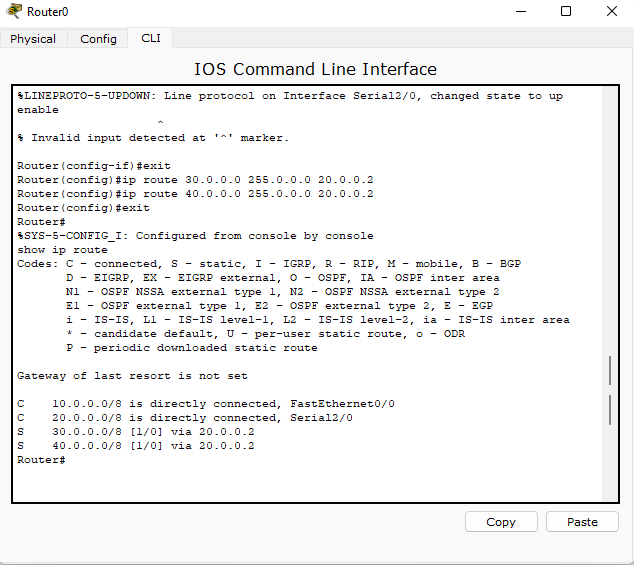 Router0
Physical Config CLI
IOS Command Line Interface
%LINEPROTO-5-UPDOWN: Line protocol on Interface Serial2/0, changed state to up
enable
^
% Invalid input detected at '^' marker.
Router(config-if)#exit
Router(config)#ip route 30.0.0.0 255.0.0.0 20.0.0.2
Router(config)#ip route 40.0.0.0 255.0.0.0 20.0.0.2
Router(config)#exit
Router#
%SYS-5-CONFIG_I: Configured from console by console
show ip route
Codes: C - connected, S - static, I - IGRP, R - RIP, M - mobile, B - BGP
D - EIGRP, EX - EIGRP external, O - OSPF, IA - OSPF inter area
N1 - OSPF NSSA external type 1, N2 - OSPF NSSA external type 2
E1 - OSPF external type 1, E2 - OSPF external type 2, E - EGP
i - IS-IS, L1 - IS-IS level-1, L2 - IS-IS level-2, ia - IS-IS inter area
* - candidate default, U - per-user static route, o - ODR
P - periodic downloaded static route
Gateway of last resort is not set
C 10.0.0.0/8 is directly connected, FastEthernet0/0
C 20.0.0.0/8 is directly connected, Serial2/0
S 30.0.0.0/8 [1/0] via 20.0.0.2
S 40.0.0.0/8 [1/0] via 20.0.0.2
Router#
Copy Paste